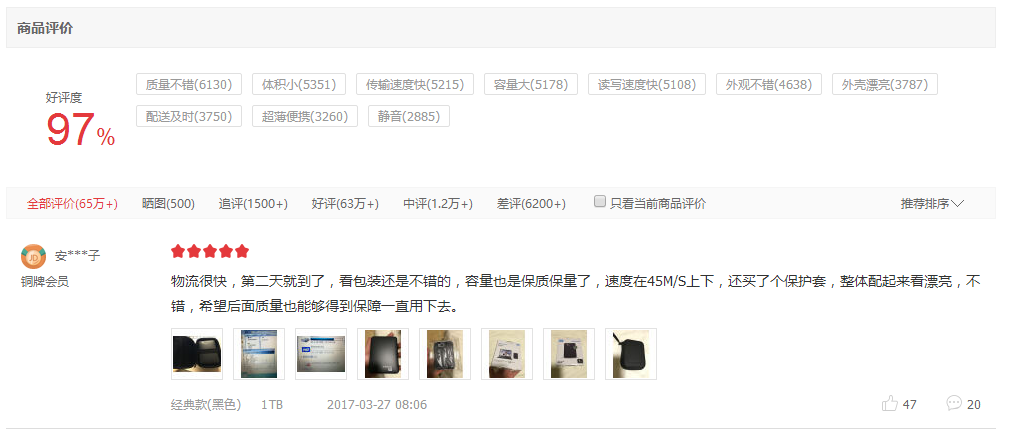 商品评价
好评度
97%
质量不错(6130) 体积小(5351) 传输速度快(5215) 容量大(5178) 读写速度快(5108) 外观不错(4638) 外壳漂亮(3787)
配送及时(3750) 超薄便携(3260) 静音(2885)
全部评价(65万+) 晒图(500) 追评(1500+) 好评(63万+) 中评(1.2万+) 差评(6200+) 只看当前商品评价 推荐排序
JD 安***子
铜牌会员
物流很快，第二天就到了，看包装还是不错的，容量也是保质保量了，速度在45M/S上下，还买了个保护套，整体配起来看漂亮，不
错，希望后面质量也能够得到保障一直用下去。
经典款(黑色) 1TB 2017-03-27 08:06 47 20